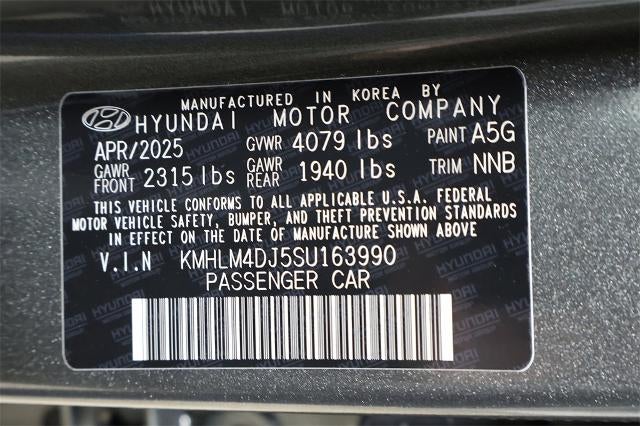 MANUFACTURED IN KOREA BY
HYUNDAI MOTOR COMPANY
APR/2025 GVWR 4079 lbs PAINT A5G
GAWR FRONT 2315 lbs GAWR REAR 1940 lbs TRIM NNB
THIS VEHICLE CONFORMS TO ALL APPLICABLE U.S.A. FEDERAL
MOTOR VEHICLE SAFETY, BUMPER, AND THEFT PREVENTION STANDARDS
IN EFFECT ON THE DATE OF MANUFACTURE SHOWN ABOVE
V.I.N KMHLM4DJ5SU163990
PASSENGER CAR